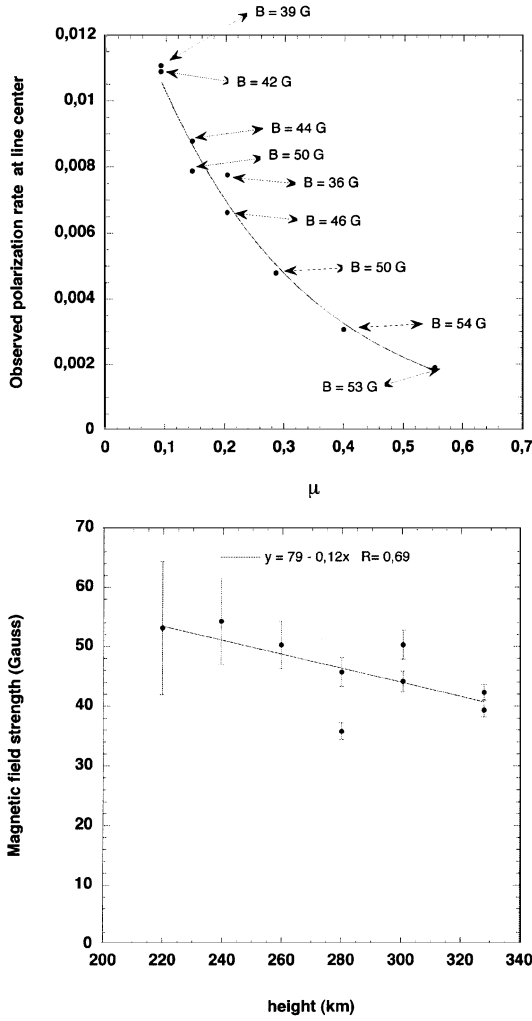 B = 39 G
0,012
B = 42 G
0,01
B = 44 G
B = 50 G
0,008
B = 36 G
B = 46 G
0,006
B = 50 G
0,004
B = 54 G
0,002
B = 53 G
0
0 0,1 0,2 0,3 0,4 0,5 0,6 0,7
μ
Observed polarization rate at line center
70
y = 79 - 0,12x R= 0,69
60
50
40
30
20
10
0
200 220 240 260 280 300 320 340
height (km)
Magnetic field strength (Gauss)